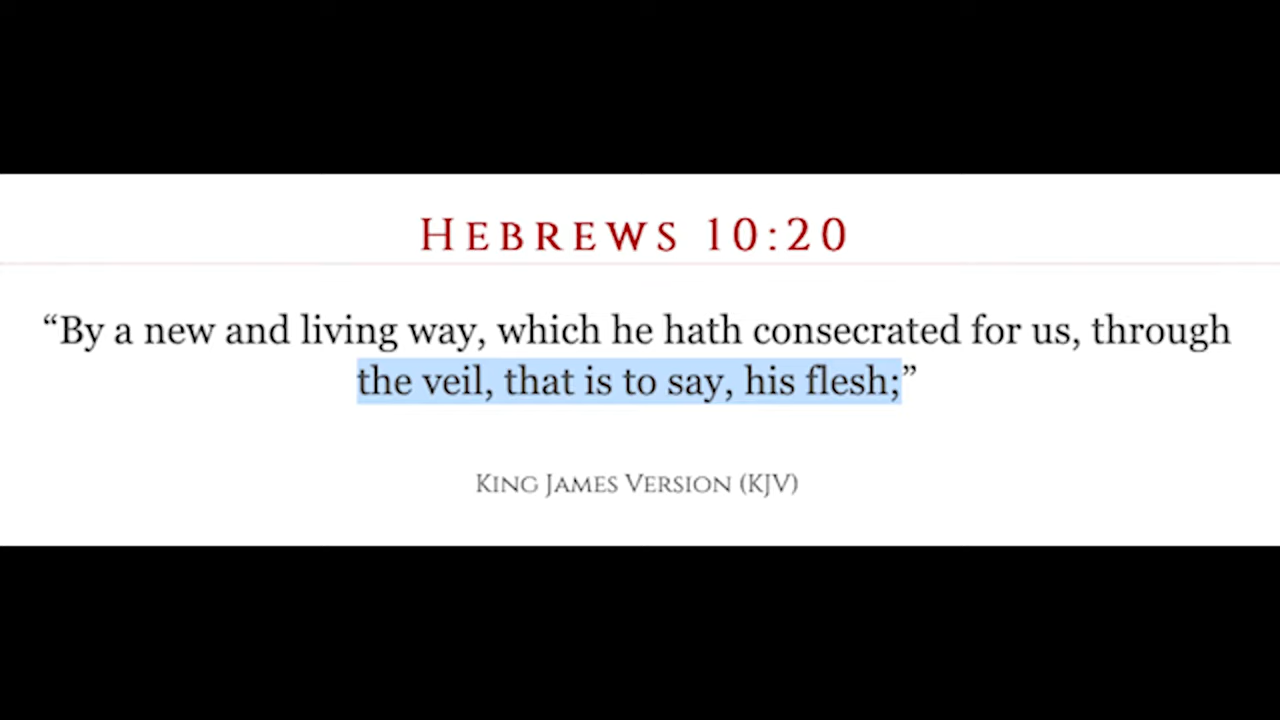 HEBREWS 10:20
“By a new and living way, which he hath consecrated for us, through
the veil, that is to say, his flesh;”
KING JAMES VERSION (KJV)